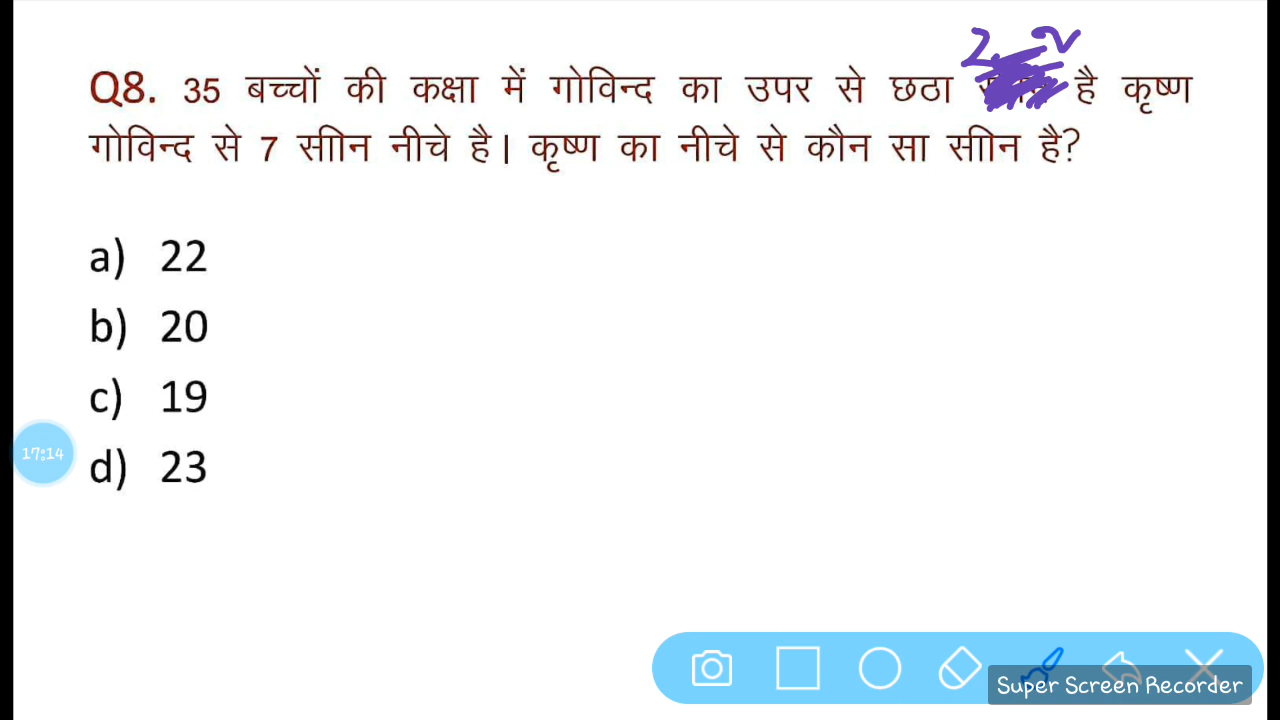 Q8. 35 बच्चों की कक्षा में गोविन्द का उपर से छठा है कृष्ण
गोविन्द से 7 सीाान नीचे है। कृष्ण का नीचे से कौन सा सीाान है?
a) 22
b) 20
c) 19
d) 23
17:14
Super Screen Recorder